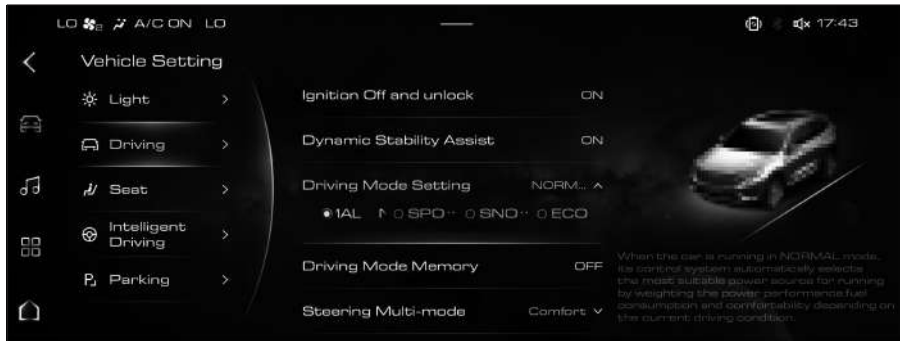 LO 2 A/C ON LO
17:43
Vehicle Setting
Light
Driving
Seat
Intelligent
Driving
Parking
Ignition Off and unlock ON
Dynamic Stability Assist ON
Driving Mode Setting NORM...
1AL N SPO·· SNO·· ECO
Driving Mode Memory OFF
Steering Multi-mode Comfort
When the car is running in NORMAL mode,
its control system automatically selects
the most suitable power source for running
by weighting the power performance,fuel
consumption and comfortability depending on
the current driving condition.